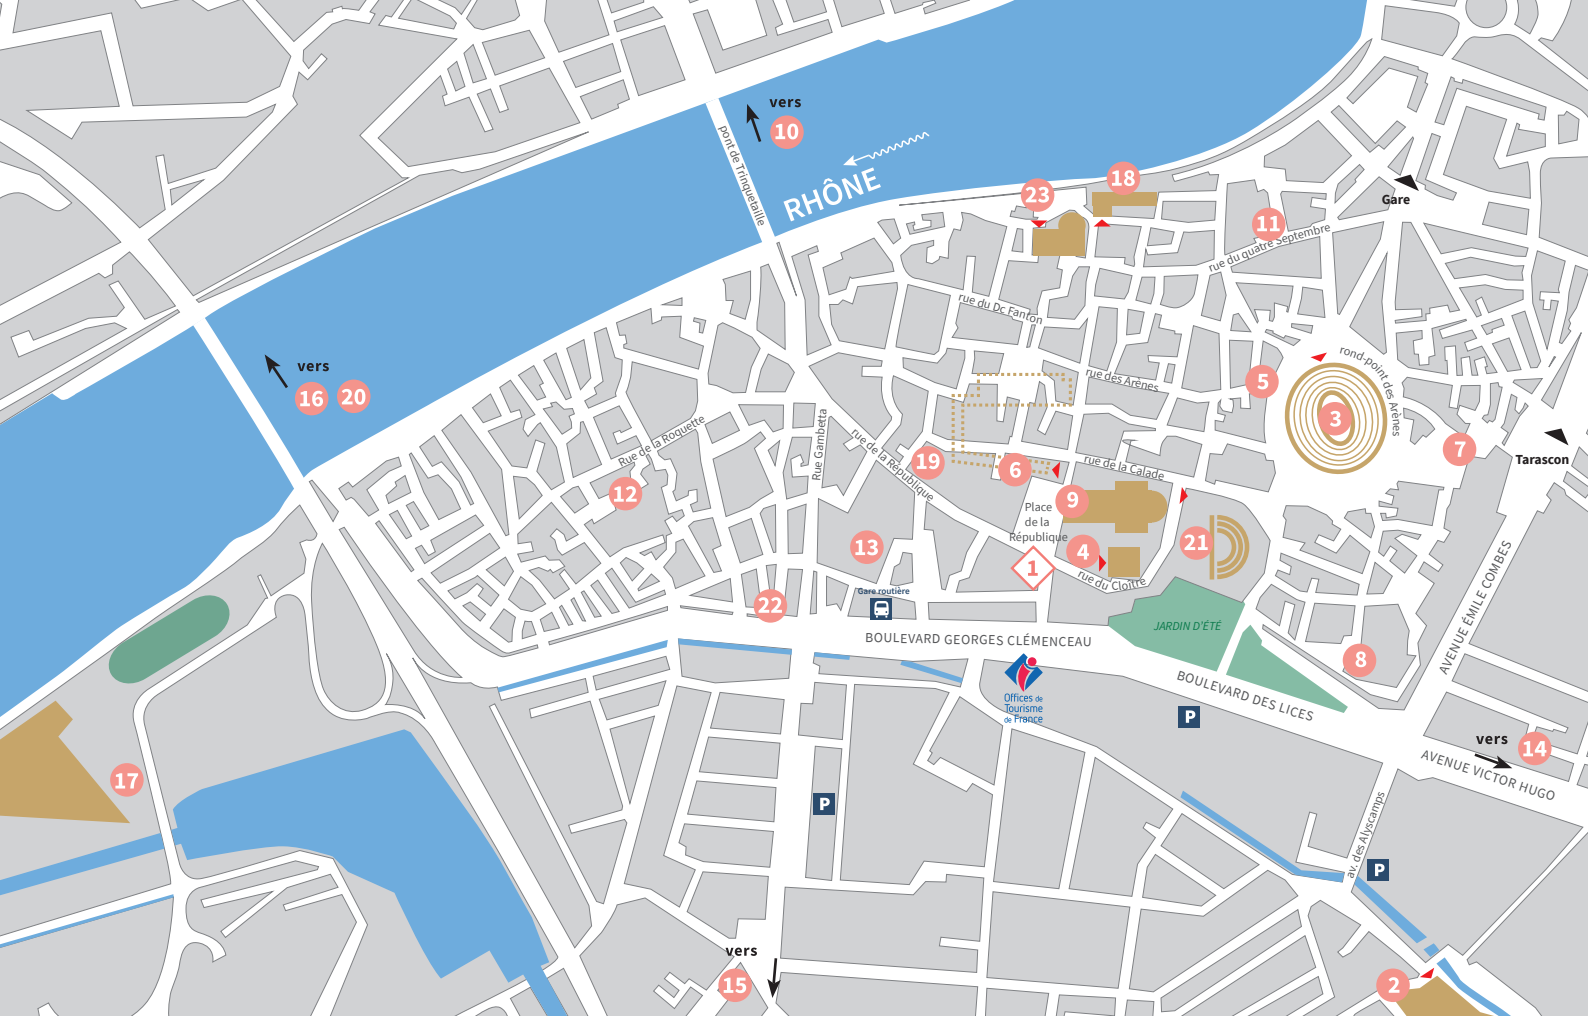 vers
10
pont de Trinquetaille
RHÔNE
23
18
11
rue du quatre Septembre
Gare
rue du Dc Fanton
vers
16
20
rond-point des Arènes
rue des Arènes
5
3
7
Tarascon
Rue de la Roquette
Rue Gambetta
rue de la République
19
6
rue de la Calade
12
9
Place
de la
République
13
4
21
1
rue du Cloître
22
Gare routière
JARDIN D'ÉTÉ
BOULEVARD GEORGES CLÉMENCEAU
AVENUE ÉMILE COMBES
8
Offices de
Tourisme
de France
BOULEVARD DES LICES
P
vers
14
AVENUE VICTOR HUGO
17
P
av. des Alyscamps
P
vers
15
2